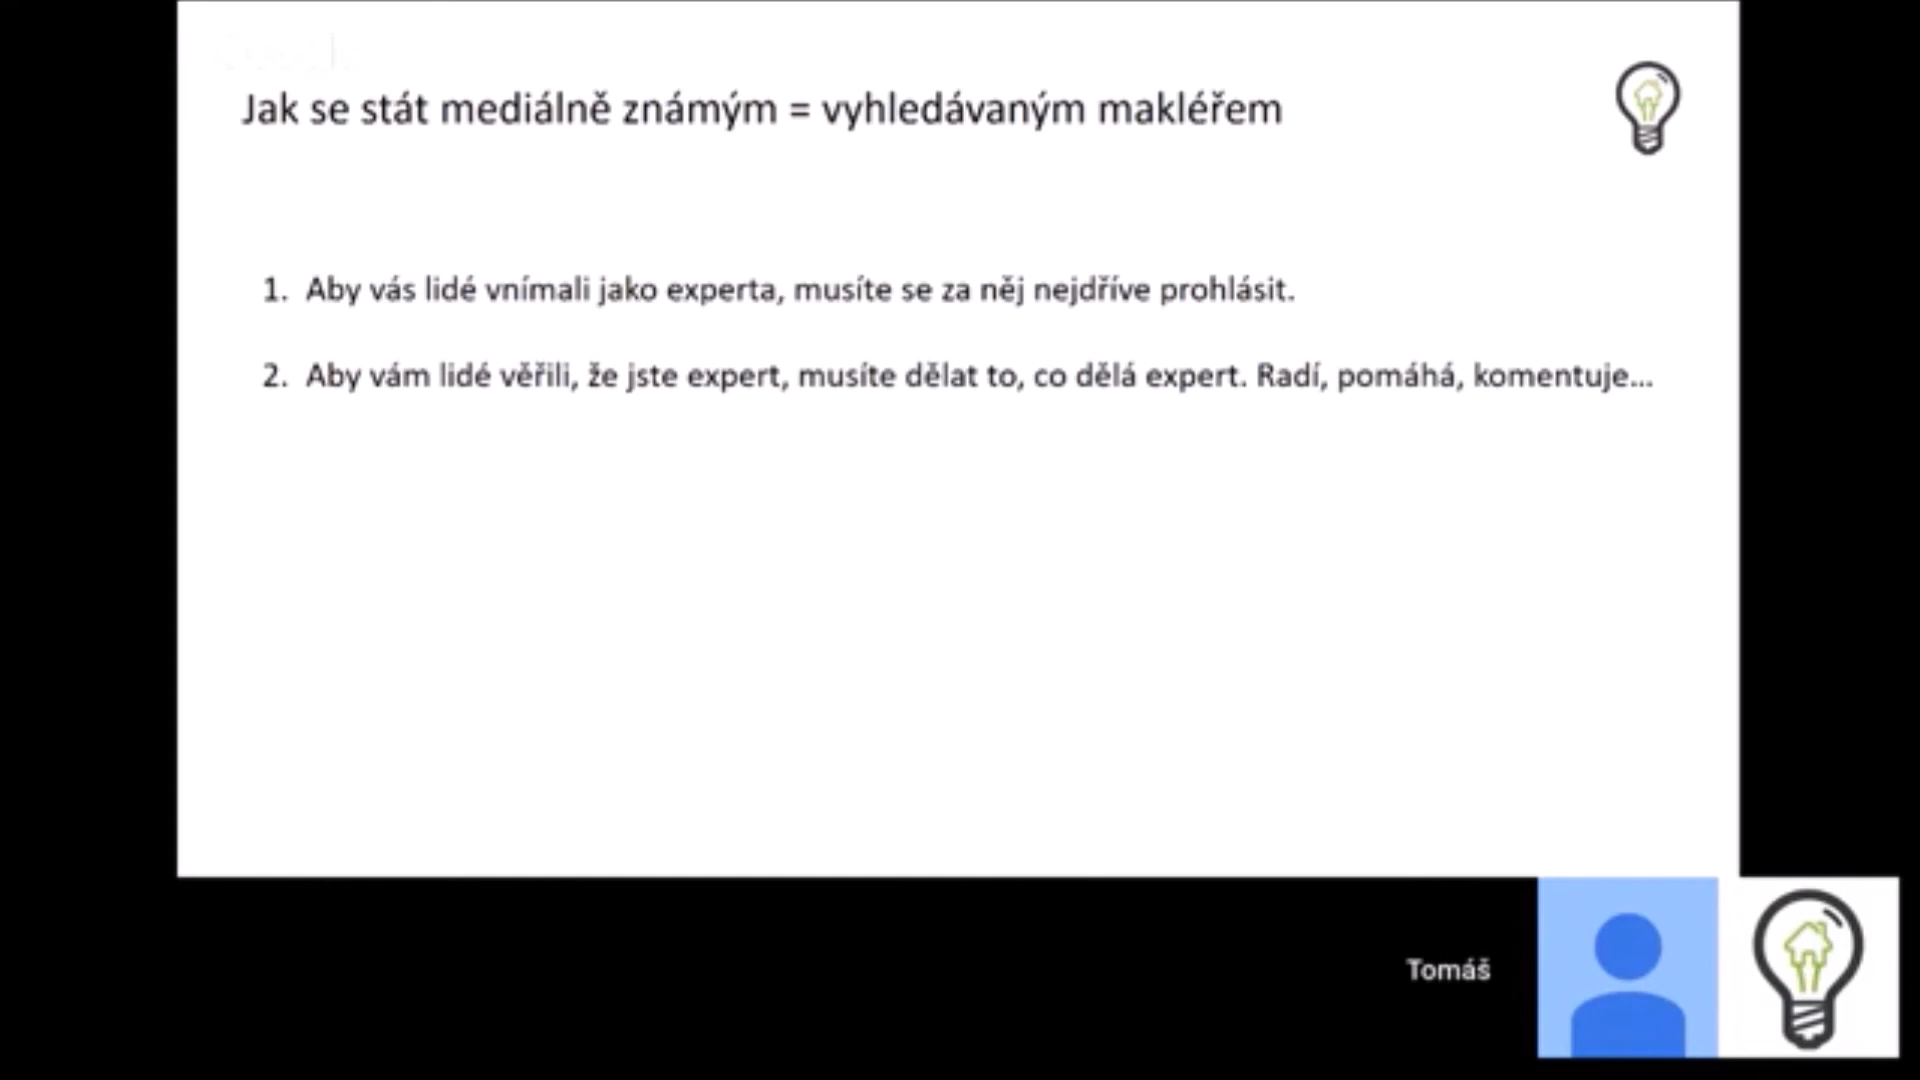 Jak se stát mediálně známým = vyhledávaným makléřem
1. Aby vás lidé vnímali jako experta, musíte se za něj nejdříve prohlásit.
2. Aby vám lidé věřili, že jste expert, musíte dělat to, co dělá expert. Radí, pomáhá, komentuje...
Tomáš